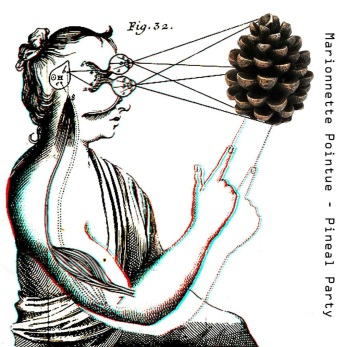 Fig. 32.
H
Marionnette Pointue - Pineal Party